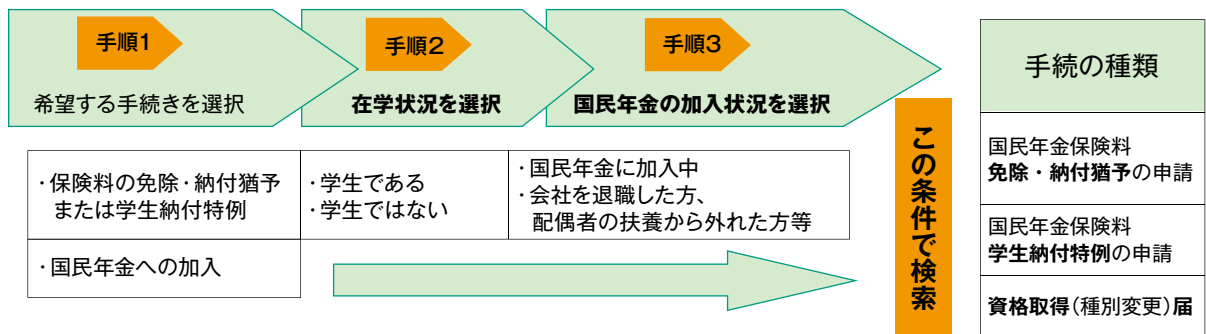 手順1
希望する手続きを選択
手順2
在学状況を選択
手順3
国民年金の加入状況を選択
・保険料の免除・納付猶予
または学生納付特例
・学生である
・学生ではない
・国民年金に加入中
・会社を退職した方、
配偶者の扶養から外れた方等
・国民年金への加入
この条件で検索
手続の種類
国民年金保険料
免除・納付猶予の申請
国民年金保険料
学生納付特例の申請
資格取得(種別変更)届